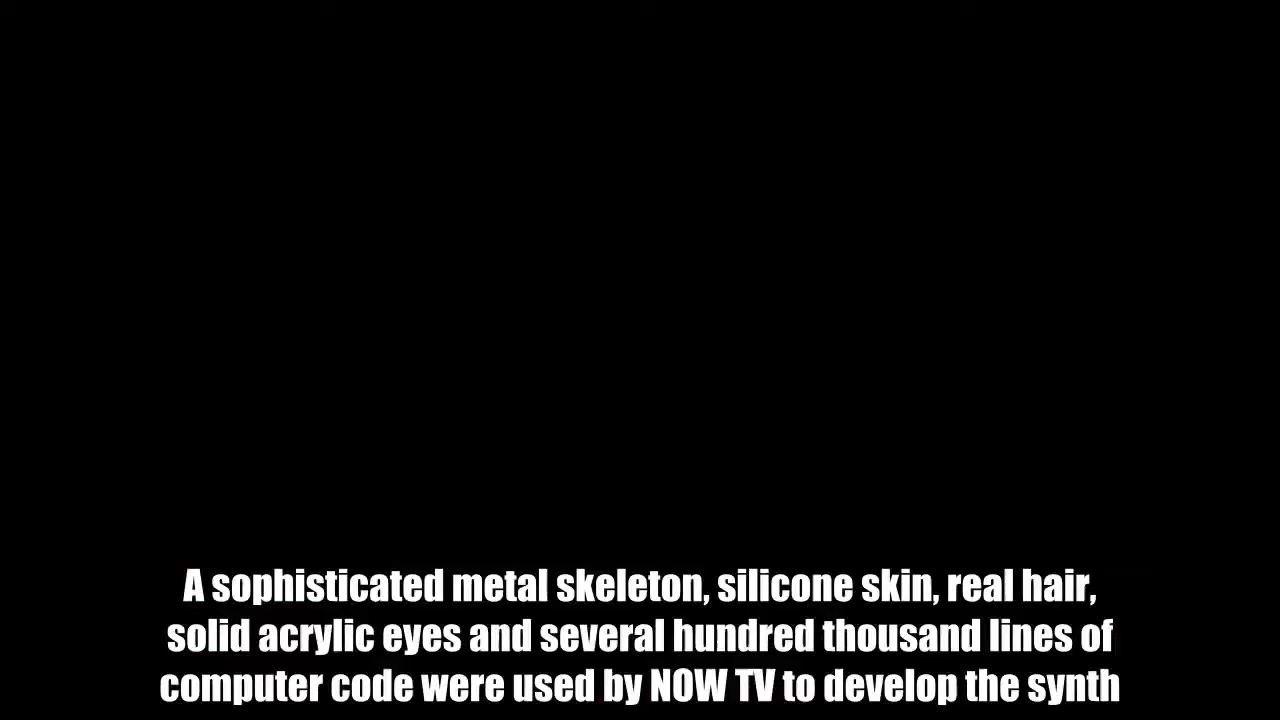 A sophisticated metal skeleton, silicone skin, real hair,
solid acrylic eyes and several hundred thousand lines of
computer code were used by NOW TV to develop the synth